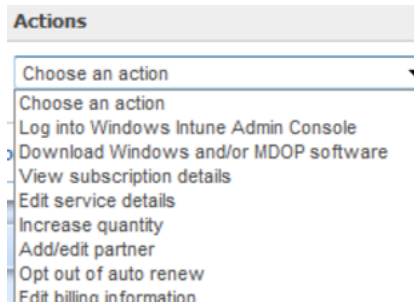 Actions
Choose an action
Choose an action
Log into Windows Intune Admin Console
Download Windows and/or MDOP software
View subscription details
Edit service details
Increase quantity
Add/edit partner
Opt out of auto renew
Edit billing information